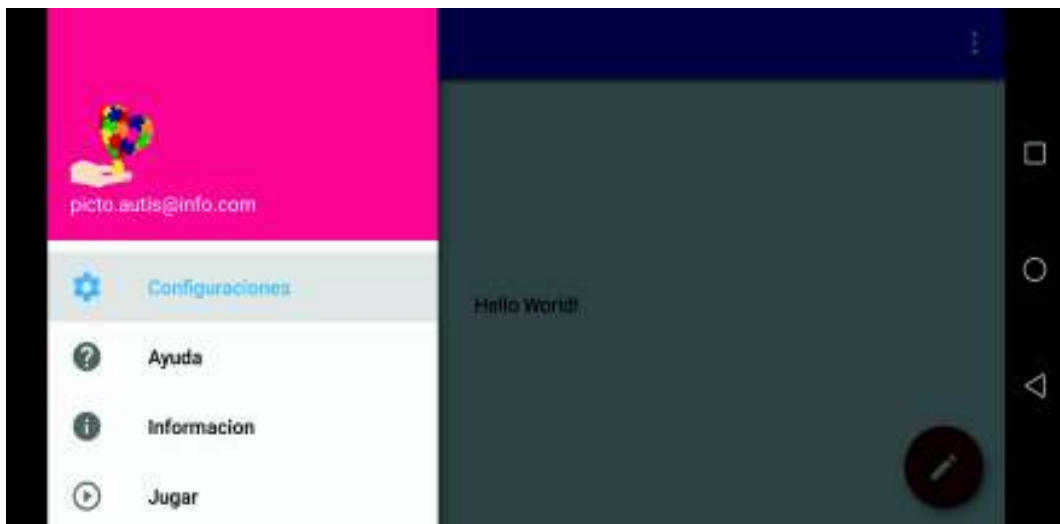 picto.autis@info.com
Configuraciones
Ayuda
Informacion
Jugar
Hello World!